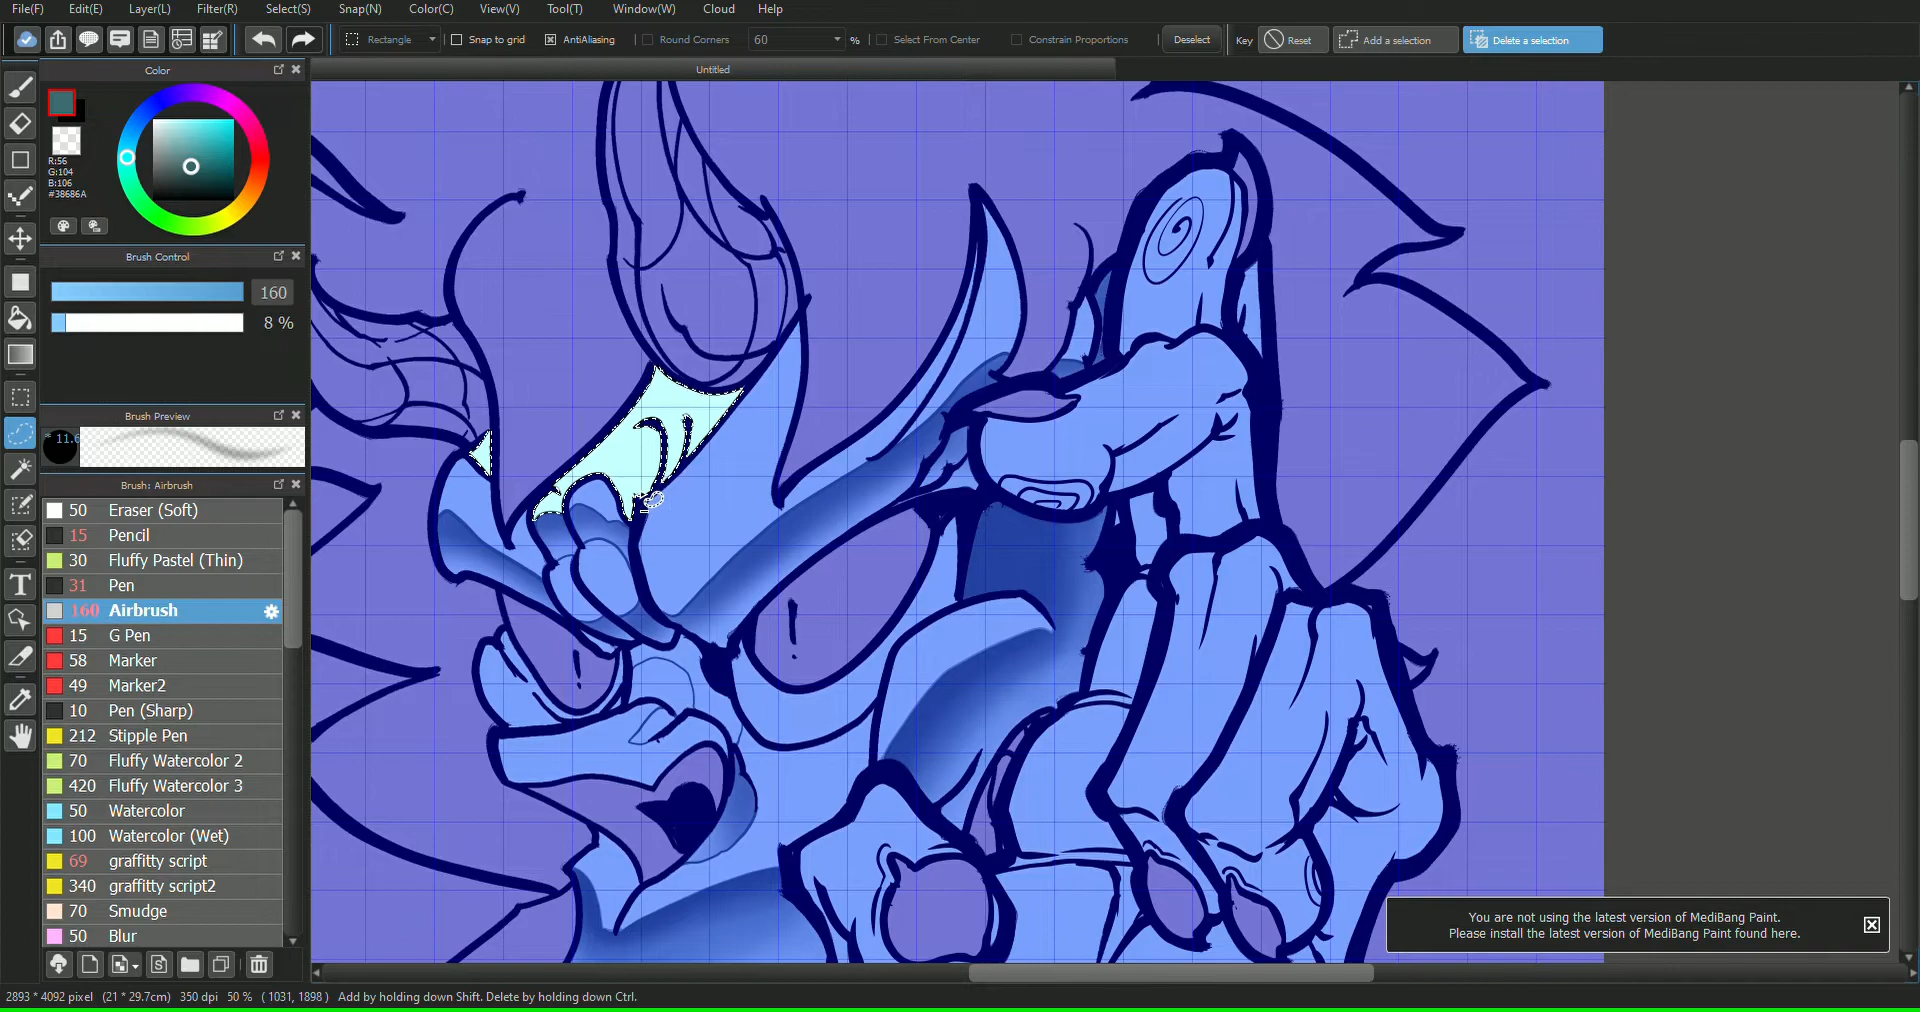 File(F) Edit(E) Layer(L) Filter(R) Select(S) Snap(N) Color(C) View(V) Tool(T) Window(W) Cloud Help
Rectangle Snap to grid AntiAliasing Round Corners 60 % Select From Center Constrain Proportions Deselect Key Reset Add a selection Delete a selection
Color
Untitled
R:56
G:104
B:106
#38686A
Brush Control
160
8 %
Brush Preview
* 11.6
Brush: Airbrush
50 Eraser (Soft)
15 Pencil
30 Fluffy Pastel (Thin)
31 Pen
160 Airbrush
15 G Pen
58 Marker
49 Marker2
10 Pen (Sharp)
212 Stipple Pen
70 Fluffy Watercolor 2
420 Fluffy Watercolor 3
50 Watercolor
100 Watercolor (Wet)
69 graffitty script
340 graffitty script2
70 Smudge
50 Blur
You are not using the latest version of MediBang Paint.
Please install the latest version of MediBang Paint found here.
2893 * 4092 pixel (21 * 29.7cm) 350 dpi 50 % ( 1031, 1898 ) Add by holding down Shift. Delete by holding down Ctrl.